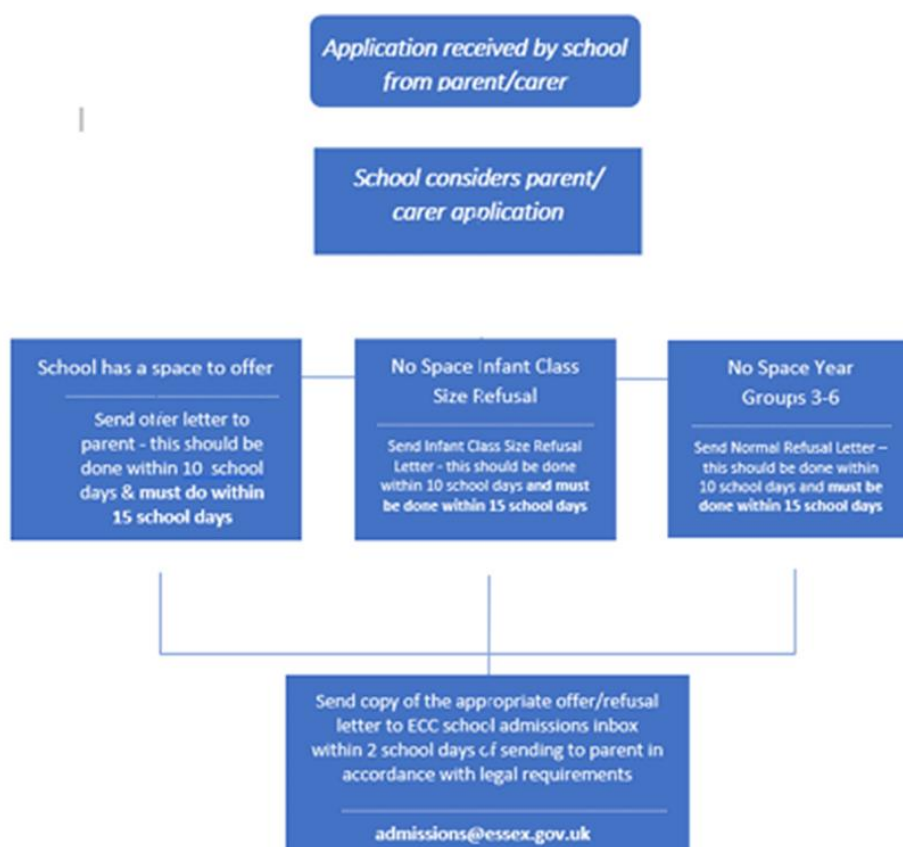 Application received by school
from parent/carer
School considers parent/
carer application
School has a space to offer
Send offer letter to
parent - this should be
done within 10 school
days & must do within
15 school days
No Space Infant Class
Size Refusal
Send Infant Class Size Refusal
Letter - this should be done
within 10 school days and must
be done within 15 school days
No Space Year
Groups 3-6
Send Normal Refusal Letter –
this should be done within
10 school days and must be
done within 15 school days
Send copy of the appropriate offer/refusal
letter to ECC school admissions inbox
within 2 school days of sending to parent in
accordance with legal requirements
admissions@essex.gov.uk